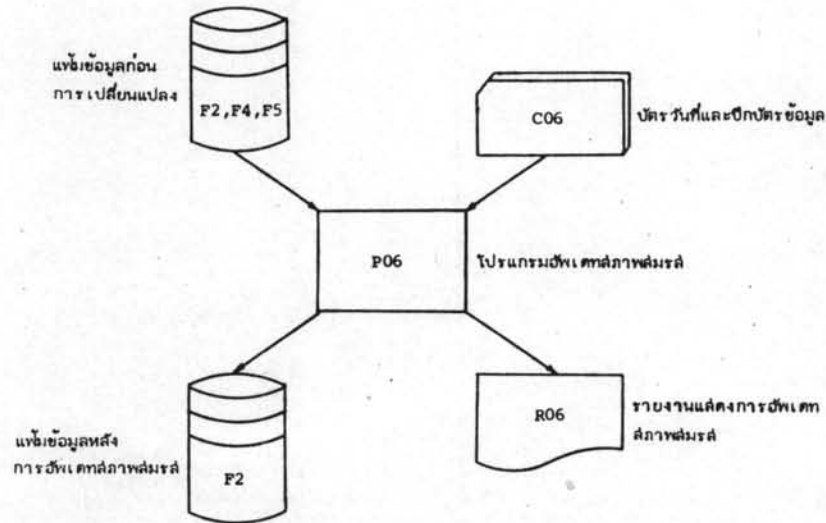 แฟ้มข้อมูลก่อน
การเปลี่ยนแปลง
F2,F4,F5
C06
บัตรวันที่และปึกบัตรข้อมูล
P06
โปรแกรมอัพเดทสภาพสมรส
แฟ้มข้อมูลหลัง
การอัพเดทสภาพสมรส
F2
R06
รายงานแสดงการอัพเดท
สภาพสมรส